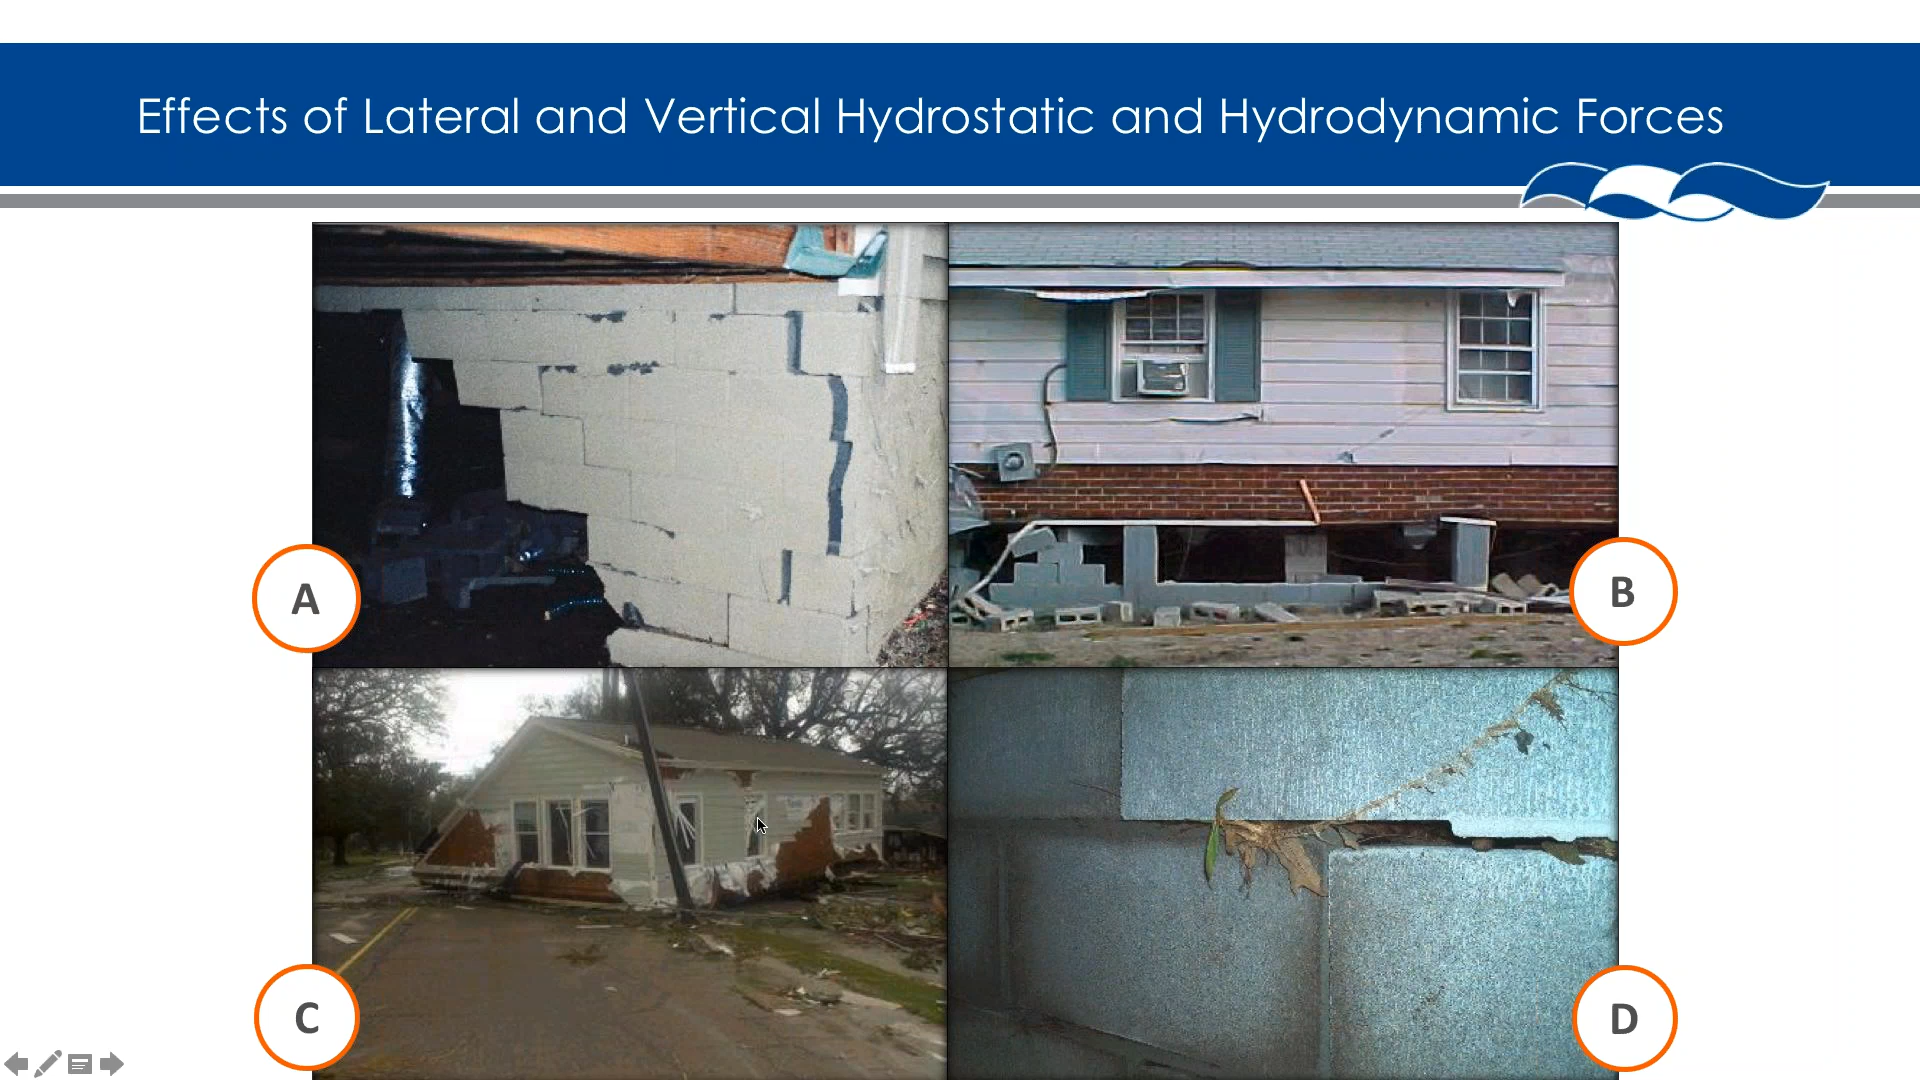 Effects of Lateral and Vertical Hydrostatic and Hydrodynamic Forces
A
B
C
D